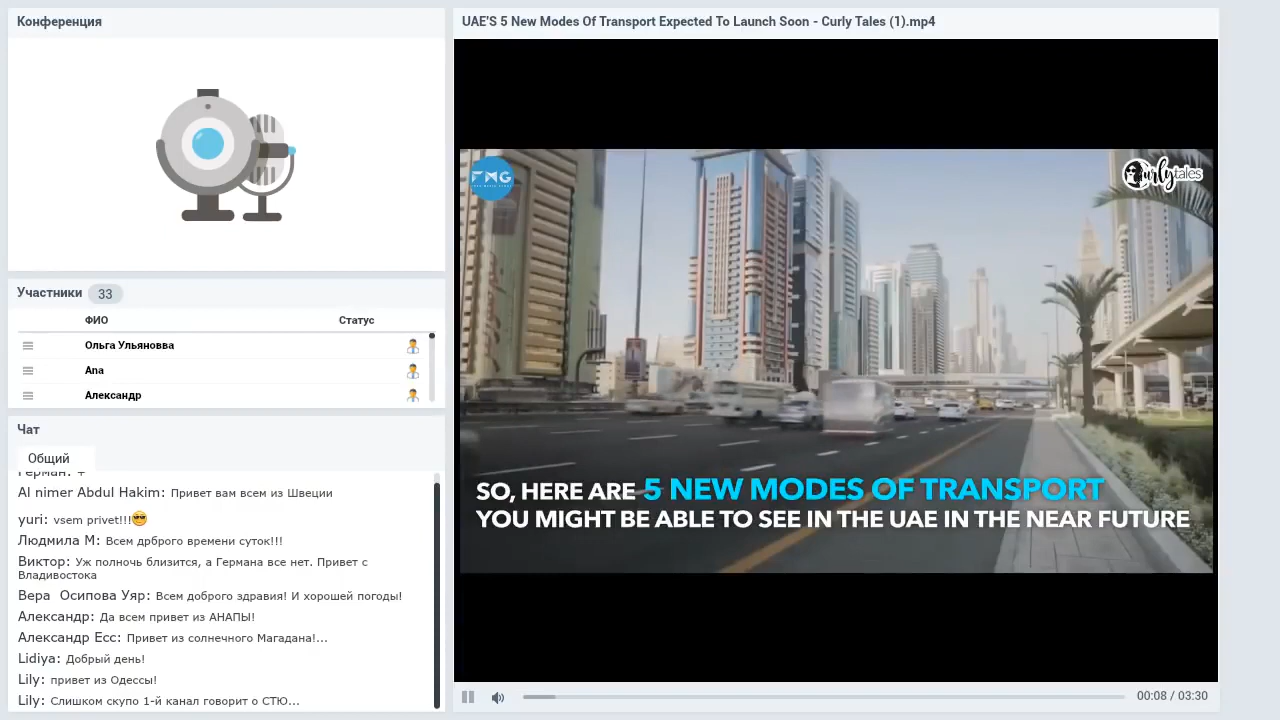 Конференция
UAE'S 5 New Modes Of Transport Expected To Launch Soon - Curly Tales (1).mp4
FMG
Curly tales
SO, HERE ARE 5 NEW MODES OF TRANSPORT
YOU MIGHT BE ABLE TO SEE IN THE UAE IN THE NEAR FUTURE
00:08 / 03:30
Участники 33
ФИО Статус
Ольга Ульяновва
Ana
Александр
Чат
Общий
Герман: +
Al nimer Abdul Hakim: Привет вам всем из Швеции
yuri: vsem privet!!!
Людмила М: Всем дрброго времени суток!!!
Виктор: Уж полночь близится, а Германа все нет. Привет с
Владивостока
Вера Осипова Уяр: Всем доброго здравия! И хорошей погоды!
Александр: Да всем привет из АНАПЫ!
Александр Есс: Привет из солнечного Магадана!...
Lidiya: Добрый день!
Lily: привет из Одессы!
Lily: Слишком скупо 1-й канал говорит о СТЮ...